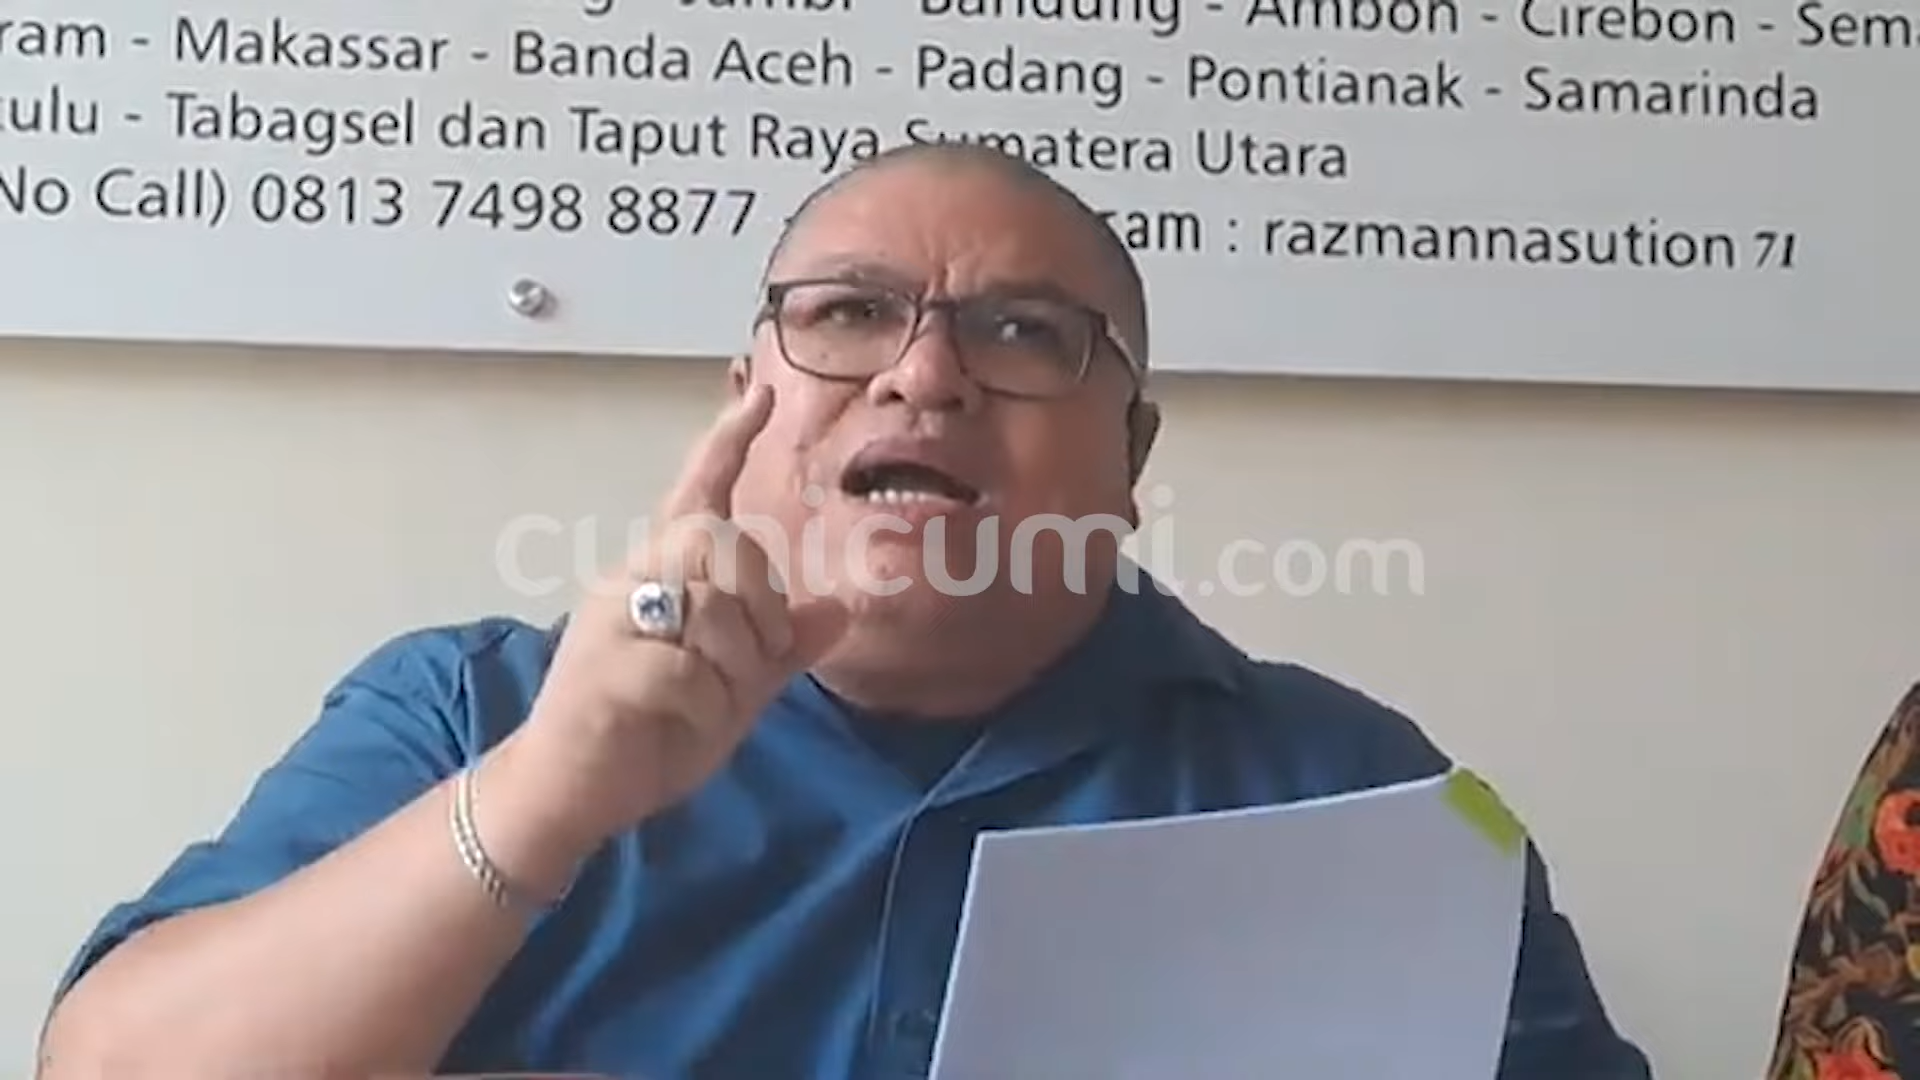 Jambi - Bandung - Ambon - Cirebon - Sema
ram - Makassar - Banda Aceh - Padang - Pontianak - Samarinda
ulu - Tabagsel dan Taput Raya Sumatera Utara
No Call) 0813 7498 8877 - ram : razmannasution 71
cumicumi.com